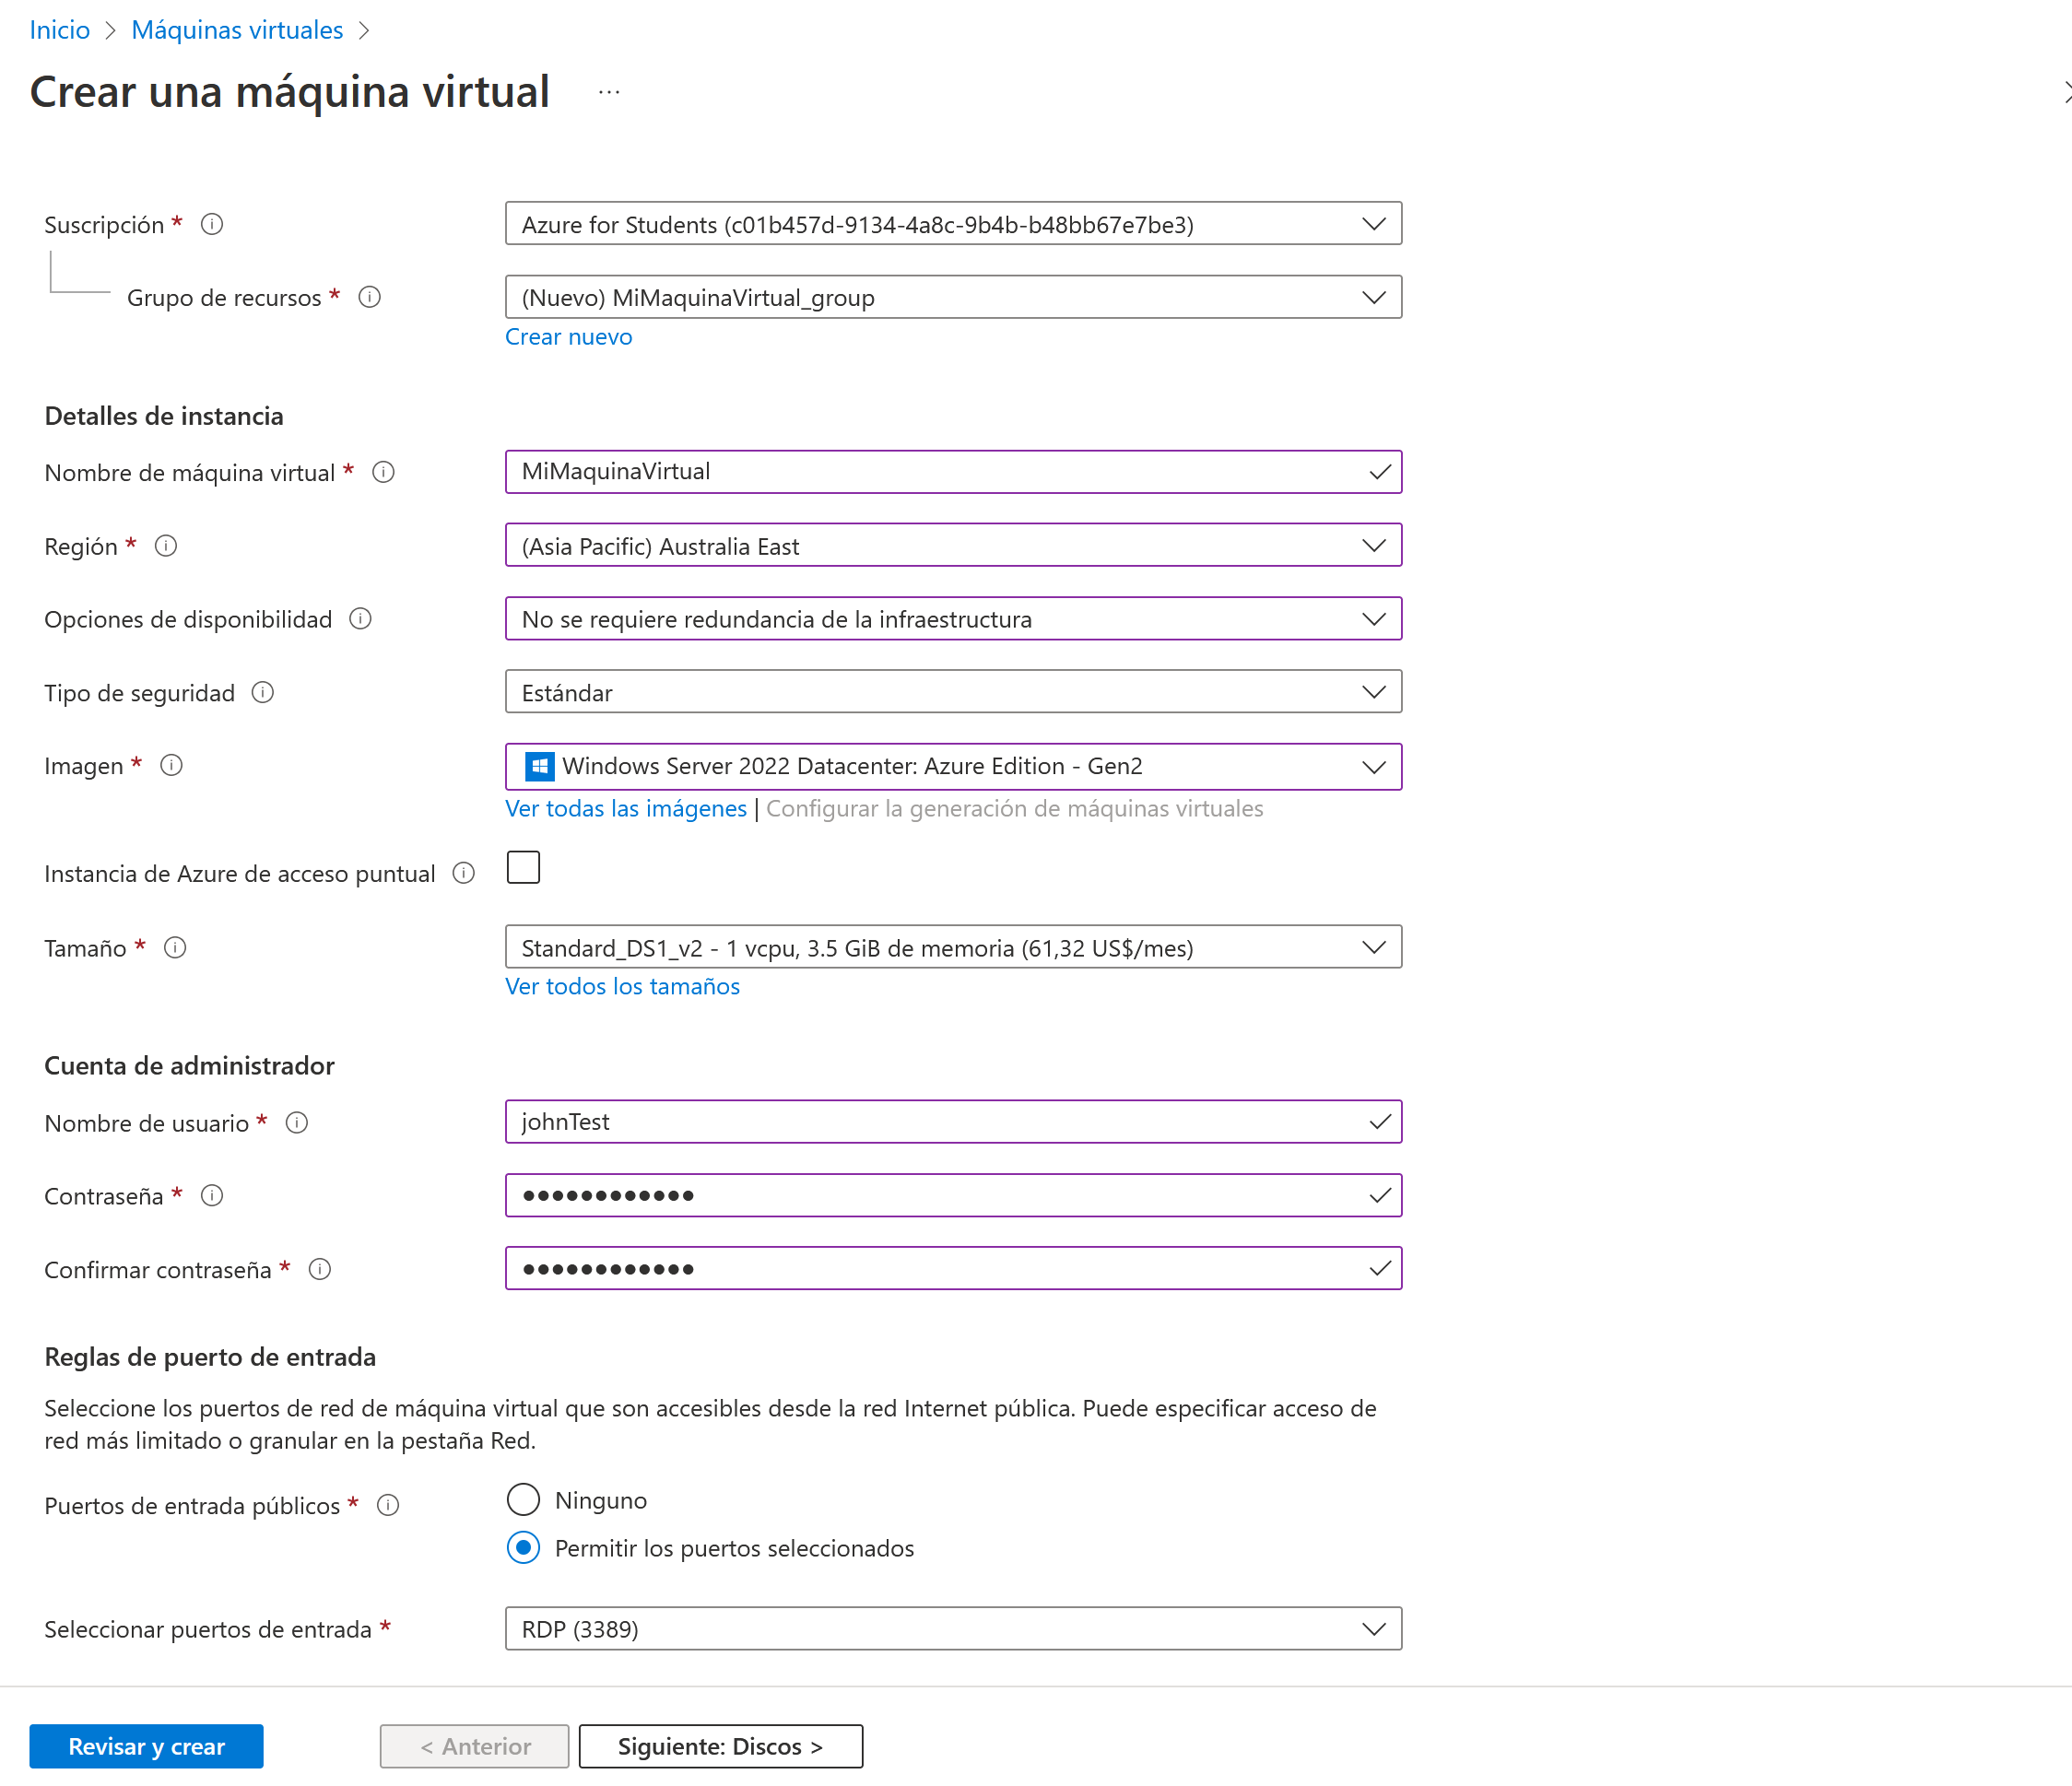 Inicio > Máquinas virtuales >
Crear una máquina virtual ...
Suscripción * Azure for Students (c01b457d-9134-4a8c-9b4b-b48bb67e7be3)
Grupo de recursos * (Nuevo) MiMaquinaVirtual_group
Crear nuevo
Detalles de instancia
Nombre de máquina virtual * MiMaquinaVirtual
Región * (Asia Pacific) Australia East
Opciones de disponibilidad No se requiere redundancia de la infraestructura
Tipo de seguridad Estándar
Imagen * Windows Server 2022 Datacenter: Azure Edition - Gen2
Ver todas las imágenes | Configurar la generación de máquinas virtuales
Instancia de Azure de acceso puntual
Tamaño * Standard_DS1_v2 - 1 vcpu, 3.5 GiB de memoria (61,32 US$/mes)
Ver todos los tamaños
Cuenta de administrador
Nombre de usuario * johnTest
Contraseña * ••••••••••••
Confirmar contraseña * ••••••••••••
Reglas de puerto de entrada
Seleccione los puertos de red de máquina virtual que son accesibles desde la red Internet pública. Puede especificar acceso de
red más limitado o granular en la pestaña Red.
Puertos de entrada públicos * Ninguno
Permitir los puertos seleccionados
Seleccionar puertos de entrada * RDP (3389)
Revisar y crear < Anterior Siguiente: Discos >